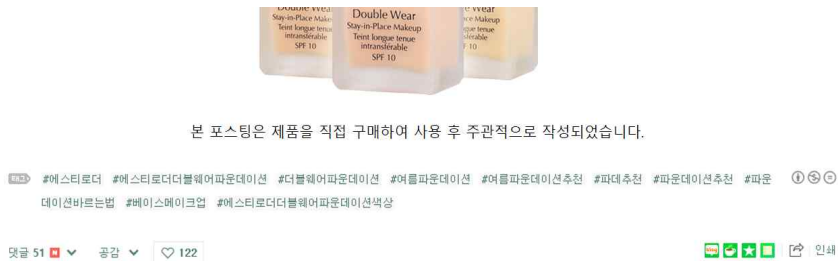 Double Wear
Stay-in-Place Makeup
Teint longue tenue
intransférable
SPF 10
본 포스팅은 제품을 직접 구매하여 사용 후 주관적으로 작성되었습니다.
태그 #에스티로더 #에스티로더더블웨어파운데이션 #더블웨어파운데이션 #여름파운데이션 #여름파운데이션추천 #파데추천 #파운데이션추천 #파운
데이션바르는법 #베이스메이크업 #에스티로더더블웨어파운데이션색상
댓글 51 N 공감 122 blog 인쇄